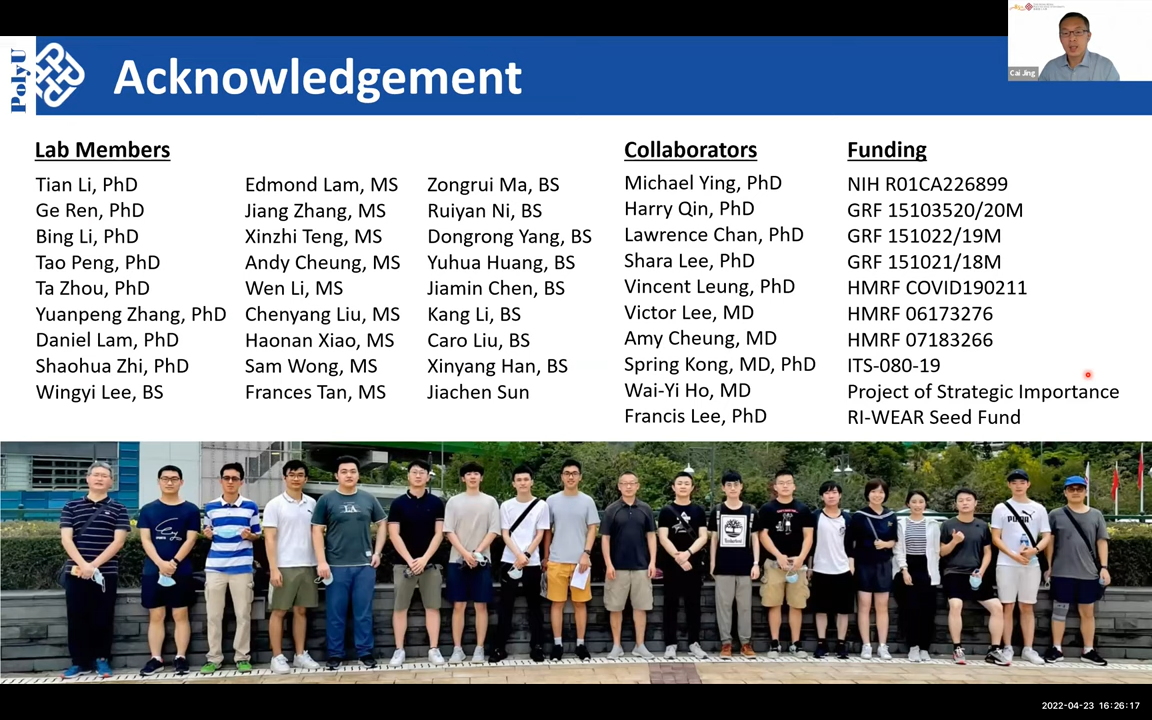 PolyU
Acknowledgement
Cai Jing
Lab Members
Tian Li, PhD
Ge Ren, PhD
Bing Li, PhD
Tao Peng, PhD
Ta Zhou, PhD
Yuanpeng Zhang, PhD
Daniel Lam, PhD
Shaohua Zhi, PhD
Wingyi Lee, BS
Edmond Lam, MS
Jiang Zhang, MS
Xinzhi Teng, MS
Andy Cheung, MS
Wen Li, MS
Chenyang Liu, MS
Haonan Xiao, MS
Sam Wong, MS
Frances Tan, MS
Zongrui Ma, BS
Ruiyan Ni, BS
Dongrong Yang, BS
Yuhua Huang, BS
Jiamin Chen, BS
Kang Li, BS
Caro Liu, BS
Xinyang Han, BS
Jiachen Sun
Collaborators
Michael Ying, PhD
Harry Qin, PhD
Lawrence Chan, PhD
Shara Lee, PhD
Vincent Leung, PhD
Victor Lee, MD
Amy Cheung, MD
Spring Kong, MD, PhD
Wai-Yi Ho, MD
Francis Lee, PhD
Funding
NIH R01CA226899
GRF 15103520/20M
GRF 151022/19M
GRF 151021/18M
HMRF COVID190211
HMRF 06173276
HMRF 07183266
ITS-080-19
Project of Strategic Importance
RI-WEAR Seed Fund
L.A.
Timberland
PUMA
2022-04-23 16:26:17